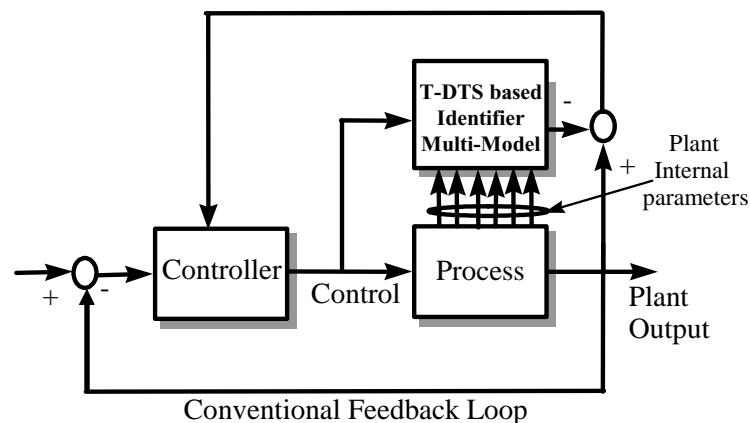 T-DTS based
Identifier
Multi-Model
-
+
Plant
Internal
parameters
Controller
Process
+
-
Control
Plant
Output
Conventional Feedback Loop